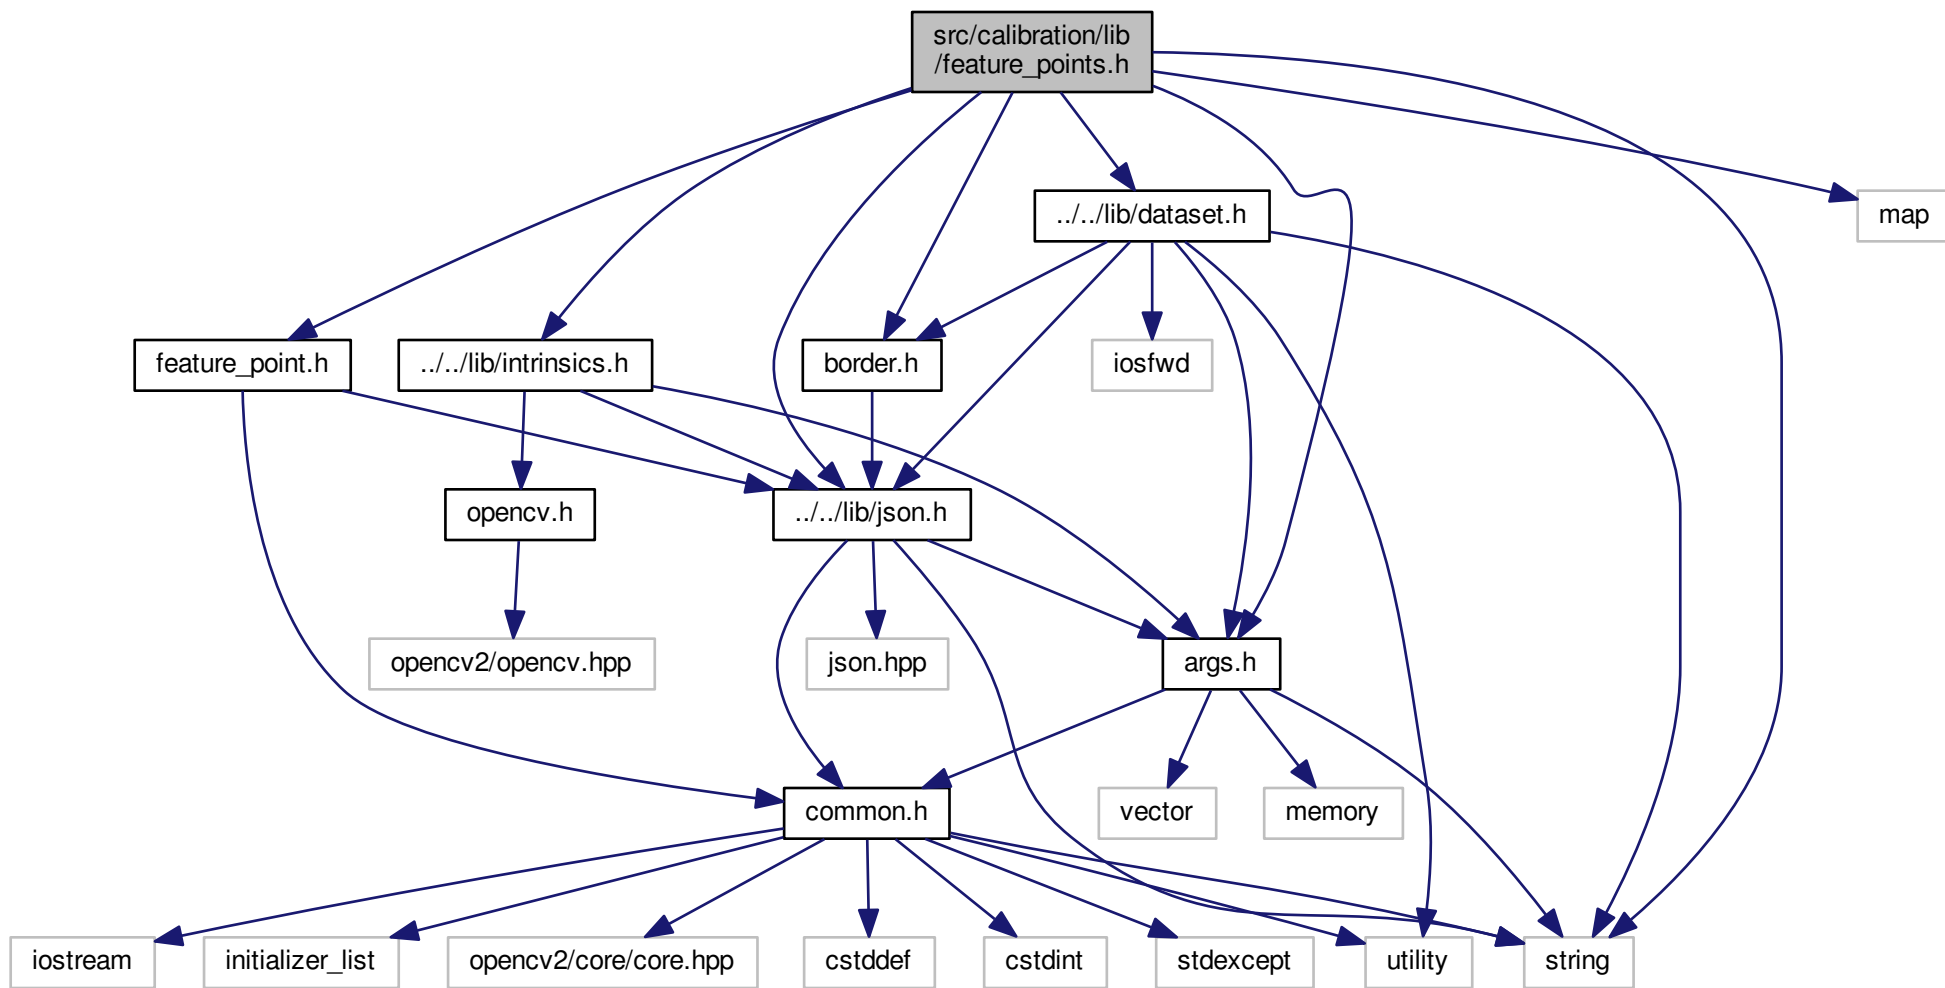 src/calibration/lib
/feature_points.h
../../lib/dataset.h
map
feature_point.h
../../lib/intrinsics.h
border.h
iosfwd
opencv.h
../../lib/json.h
opencv2/opencv.hpp
json.hpp
args.h
common.h
vector
memory
iostream
initializer_list
opencv2/core/core.hpp
cstddef
cstdint
stdexcept
utility
string